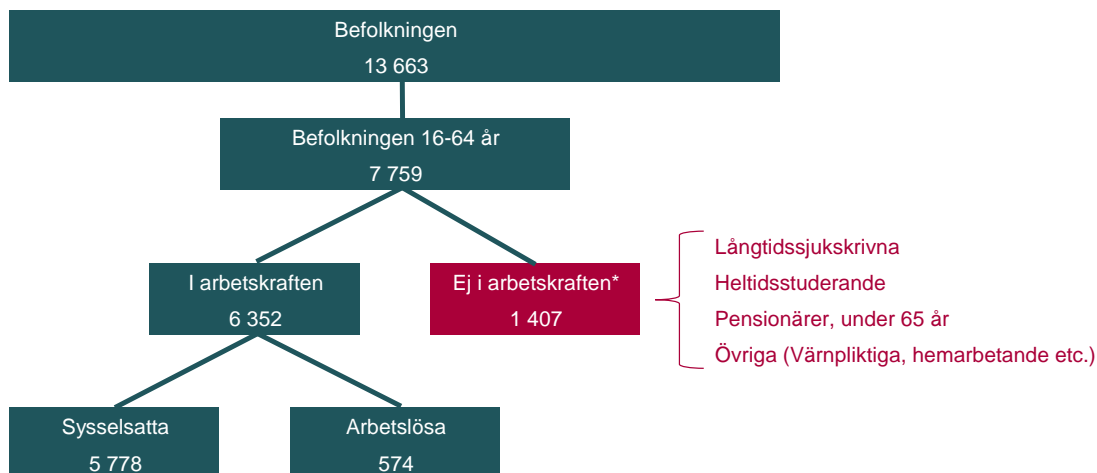 Befolkningen
13 663
Befolkningen 16-64 år
7 759
I arbetskraften
6 352
Ej i arbetskraften*
1 407
Långtidssjukskrivna
Heltidsstuderande
Pensionärer, under 65 år
Övriga (Värnpliktiga, hemarbetande etc.)
Sysselsatta
5 778
Arbetslösa
574